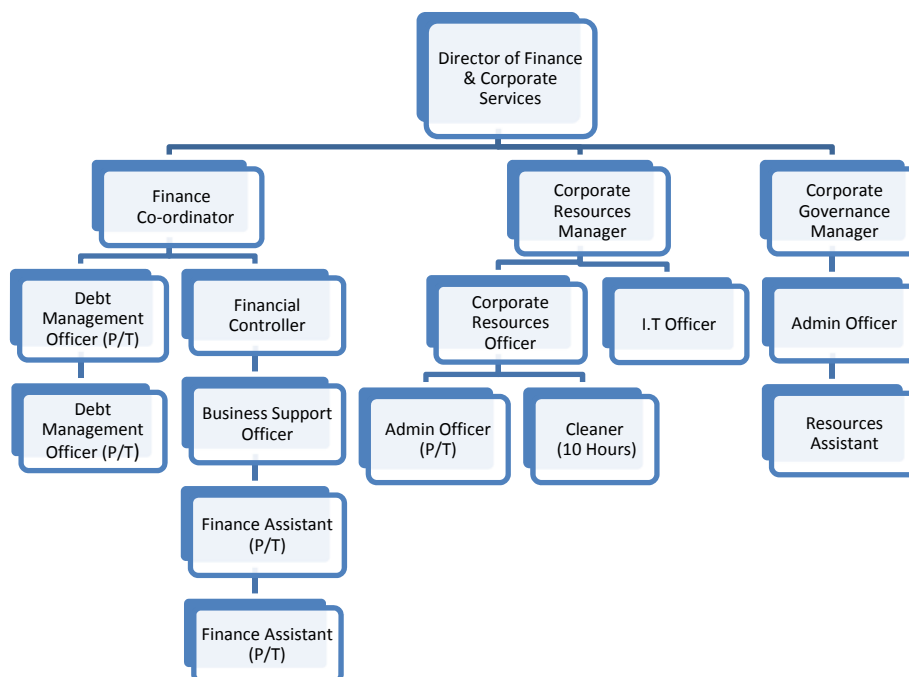 Director of Finance
& Corporate
Services
Finance
Co-ordinator
Corporate
Resources
Manager
Corporate
Governance
Manager
Debt
Management
Officer (P/T)
Financial
Controller
Corporate
Resources
Officer
I.T Officer
Admin Officer
Debt
Management
Officer (P/T)
Business Support
Officer
Admin Officer
(P/T)
Cleaner
(10 Hours)
Resources
Assistant
Finance Assistant
(P/T)
Finance Assistant
(P/T)